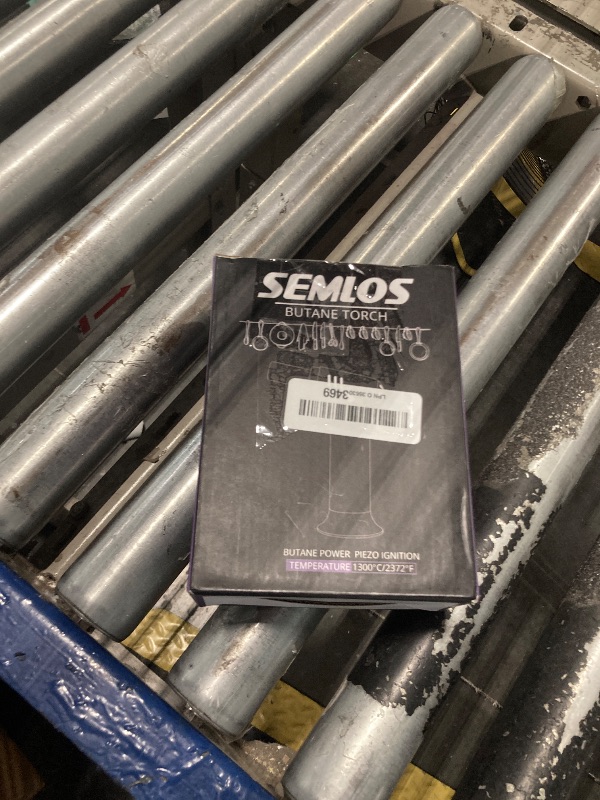 SEMLOS
BUTANE TORCH
3469
BUTANE POWER PIEZO IGNITION
TEMPERATURE 1300°C/2372°F